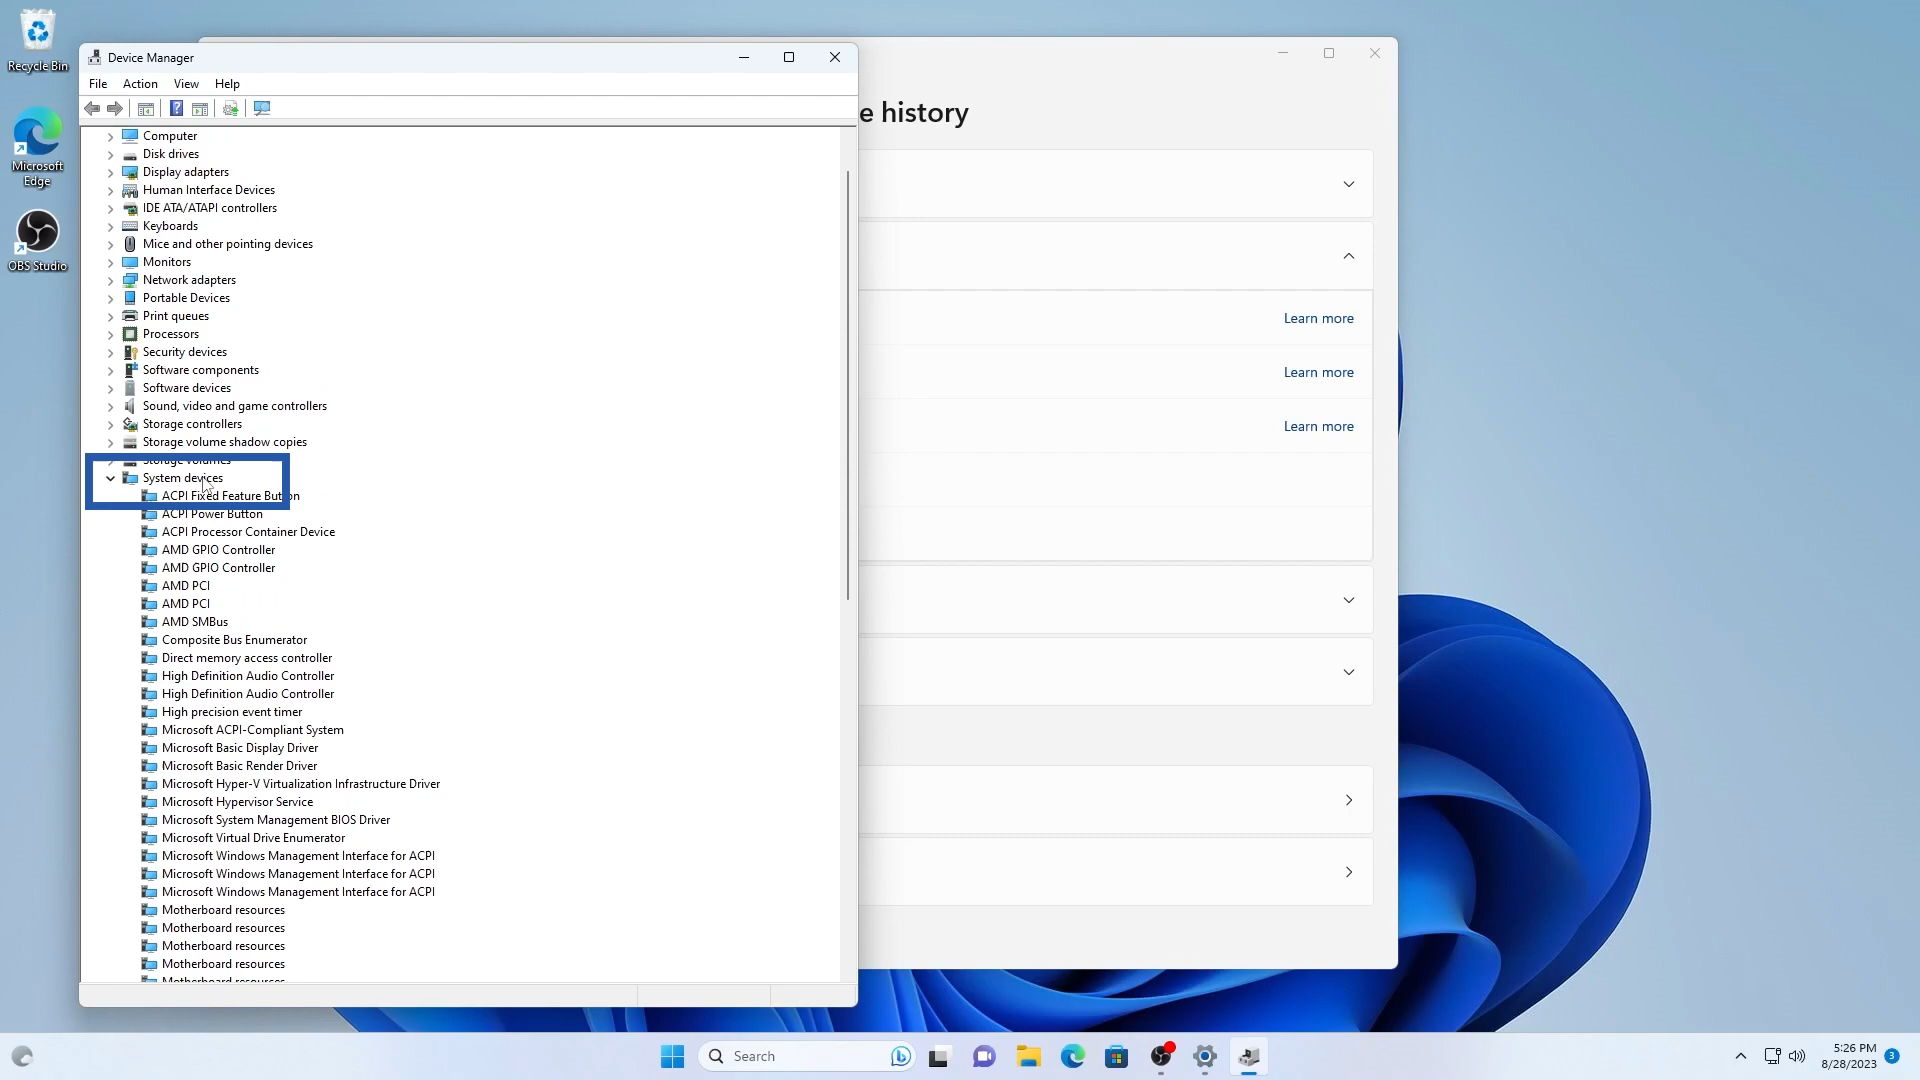 Recycle Bin
Microsoft
Edge
OBS Studio
Device Manager
File Action View Help
Computer
Disk drives
Display adapters
Human Interface Devices
IDE ATA/ATAPI controllers
Keyboards
Mice and other pointing devices
Monitors
Network adapters
Portable Devices
Print queues
Processors
Security devices
Software components
Software devices
Sound, video and game controllers
Storage controllers
Storage volume shadow copies
Storage volumes
System devices
ACPI Fixed Feature Button
ACPI Power Button
ACPI Processor Container Device
AMD GPIO Controller
AMD GPIO Controller
AMD PCI
AMD PCI
AMD SMBus
Composite Bus Enumerator
Direct memory access controller
High Definition Audio Controller
High Definition Audio Controller
High precision event timer
Microsoft ACPI-Compliant System
Microsoft Basic Display Driver
Microsoft Basic Render Driver
Microsoft Hyper-V Virtualization Infrastructure Driver
Microsoft Hypervisor Service
Microsoft System Management BIOS Driver
Microsoft Virtual Drive Enumerator
Microsoft Windows Management Interface for ACPI
Microsoft Windows Management Interface for ACPI
Microsoft Windows Management Interface for ACPI
Motherboard resources
Motherboard resources
Motherboard resources
Motherboard resources
Motherboard resources
e history
Learn more
Learn more
Learn more
Search
5:26 PM
8/28/2023
3